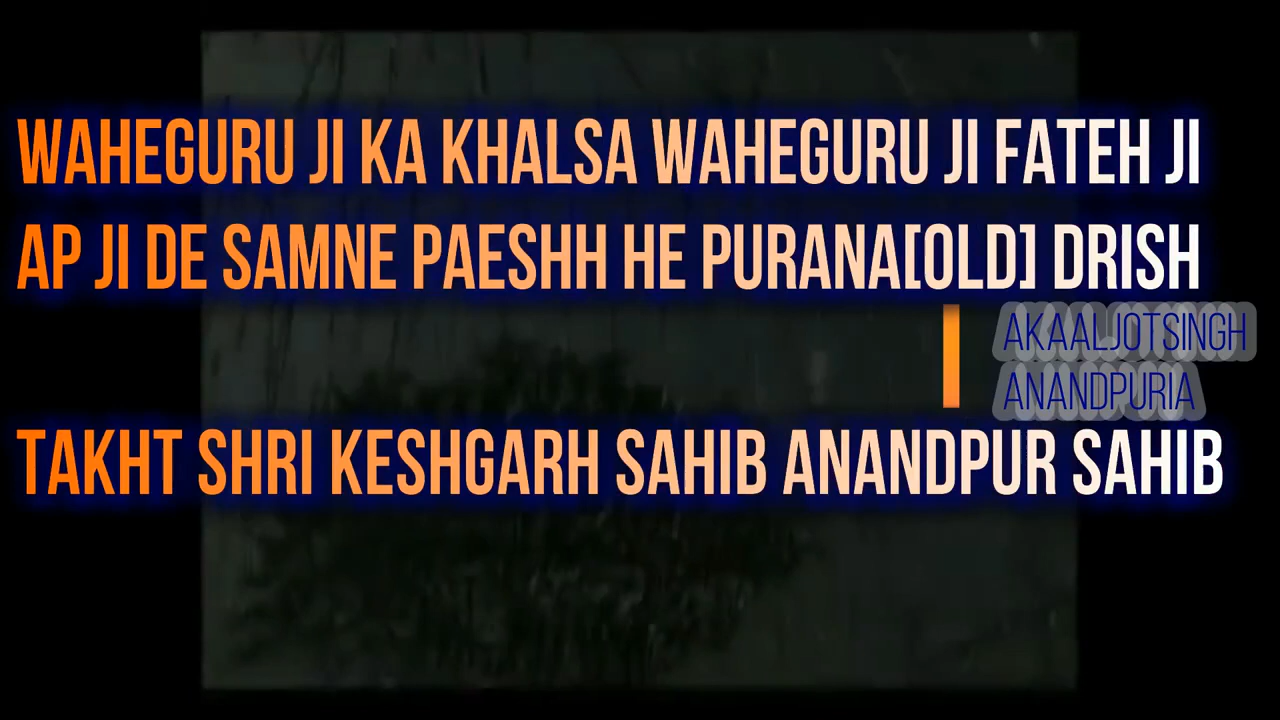 WAHEGURU JI KA KHALSA WAHEGURU JI FATEH JI
AP JI DE SAMNE PAESHH HE PURANA[OLD] DRISH
AKAALJOTSINGH
ANANDPURIA
TAKHT SHRI KESHGARH SAHIB ANANDPUR SAHIB